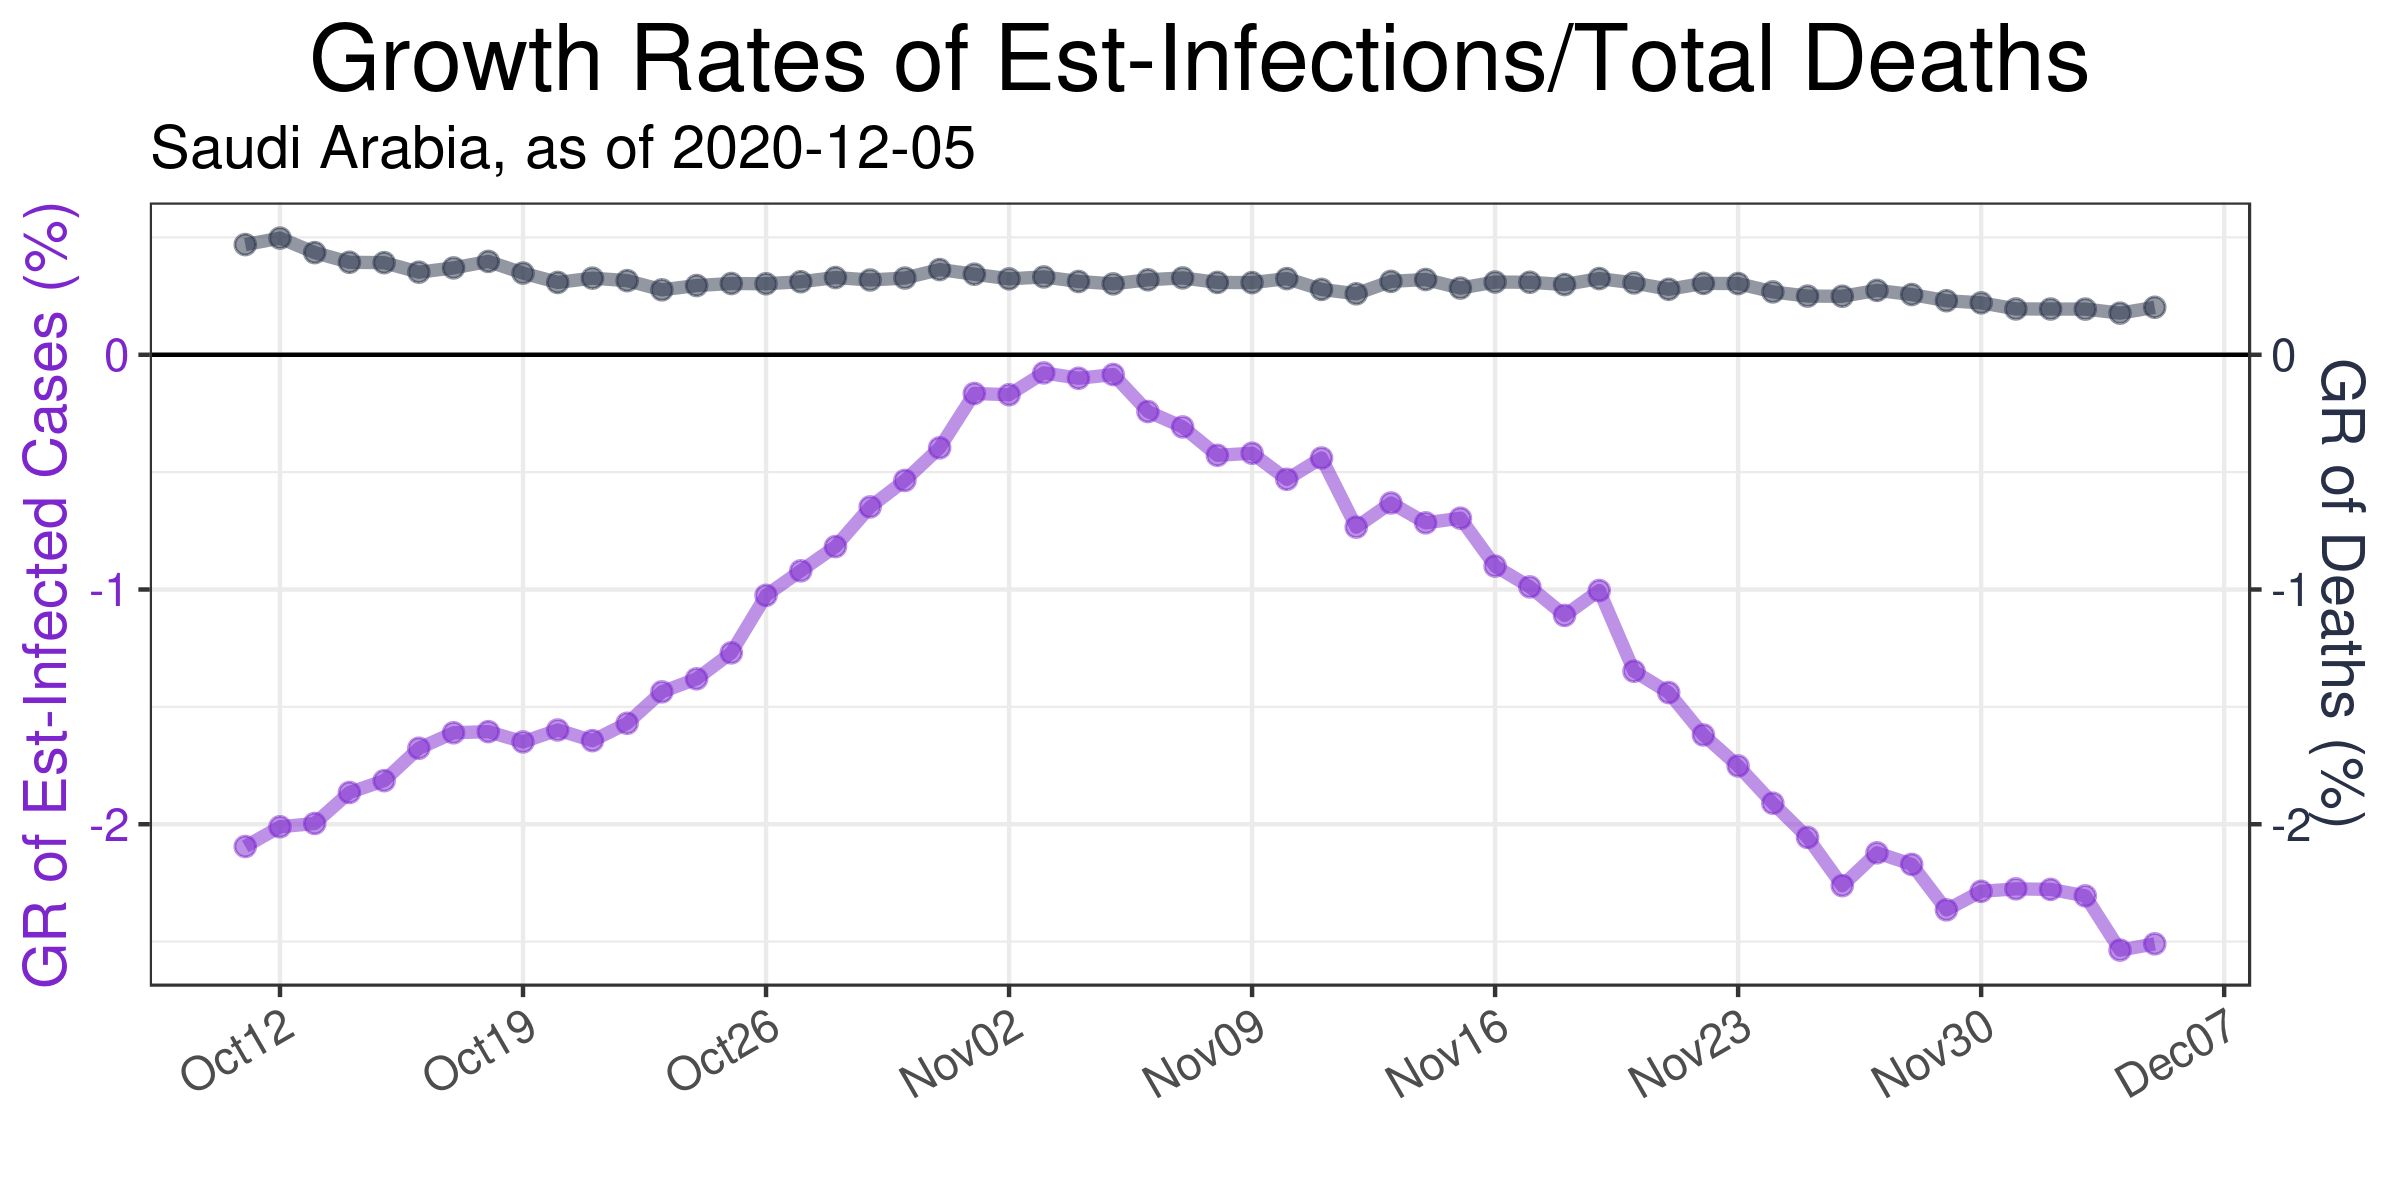 Growth Rates of Est-Infections/Total Deaths
Saudi Arabia, as of 2020-12-05
GR of Est-Infected Cases (%)
0
-1
-2
0
-1
-2
GR of Deaths (%)
Oct12
Oct19
Oct26
Nov02
Nov09
Nov16
Nov23
Nov30
Dec07